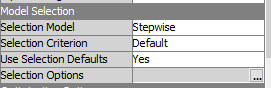 Model Selection
Selection Model Stepwise
Selection Criterion Default
Use Selection Defaults Yes
Selection Options ...